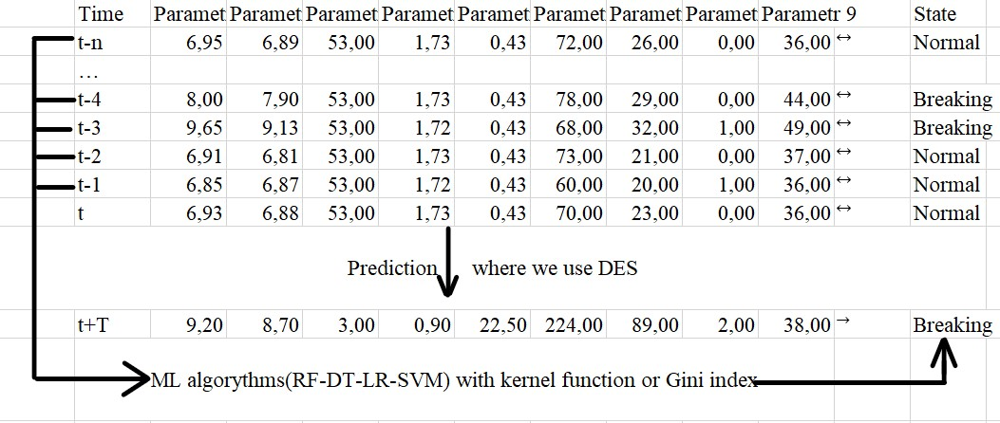 Time Paramet Paramet Paramet Paramet Paramet Paramet Paramet Paramet Parametr 9 State
t-n 6,95 6,89 53,00 1,73 0,43 72,00 26,00 0,00 36,00 ↔ Normal
…
t-4 8,00 7,90 53,00 1,73 0,43 78,00 29,00 0,00 44,00 ↔ Breaking
t-3 9,65 9,13 53,00 1,72 0,43 68,00 32,00 1,00 49,00 ↔ Breaking
t-2 6,91 6,81 53,00 1,73 0,43 73,00 21,00 0,00 37,00 ↔ Normal
t-1 6,85 6,87 53,00 1,72 0,43 60,00 20,00 1,00 36,00 ↔ Normal
t 6,93 6,88 53,00 1,73 0,43 70,00 23,00 0,00 36,00 ↔ Normal
Prediction where we use DES
t+T 9,20 8,70 3,00 0,90 22,50 224,00 89,00 2,00 38,00 → Breaking
ML algorythms(RF-DT-LR-SVM) with kernel function or Gini index